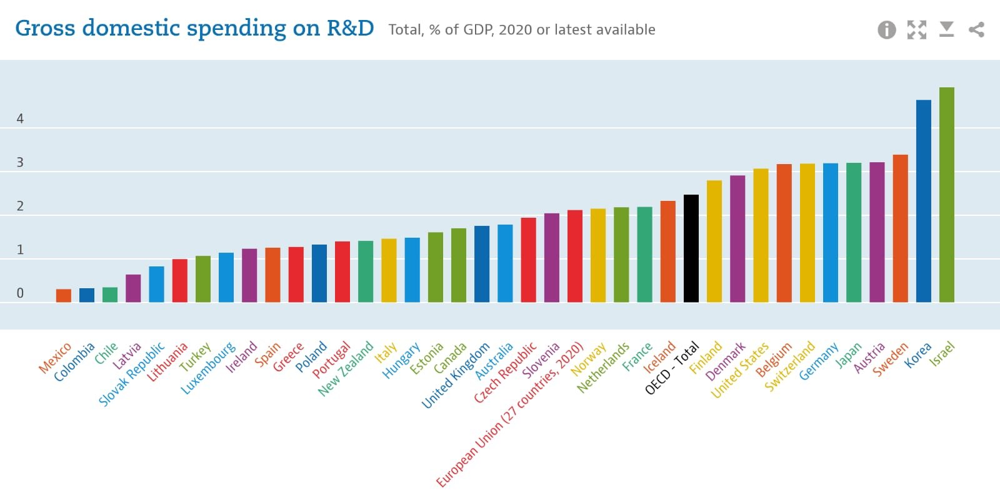 Gross domestic spending on R&D Total, % of GDP, 2020 or latest available
4
3
2
1
0
Mexico
Colombia
Chile
Latvia
Slovak Republic
Lithuania
Turkey
Luxembourg
Ireland
Spain
Greece
Poland
Portugal
New Zealand
Italy
Hungary
Estonia
Canada
United Kingdom
Australia
Czech Republic
Slovenia
European Union (27 countries, 2020)
Norway
Netherlands
France
Iceland
OECD - Total
Finland
Denmark
United States
Belgium
Switzerland
Germany
Japan
Austria
Sweden
Korea
Israel